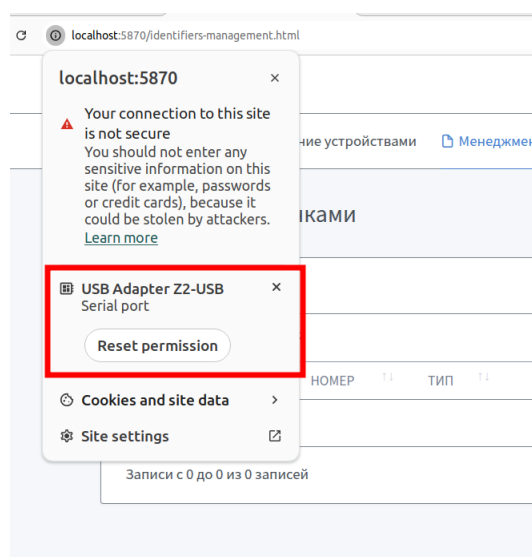 localhost:5870/identifiers-management.html
localhost:5870
Your connection to this site
is not secure
You should not enter any
sensitive information on this
site (for example, passwords
or credit cards), because it
could be stolen by attackers.
Learn more
USB Adapter Z2-USB
Serial port
Reset permission
Cookies and site data
Site settings
ние устройствами
Менеджмен
иками
НОМЕР
ТИП
Записи с 0 до 0 из 0 записей